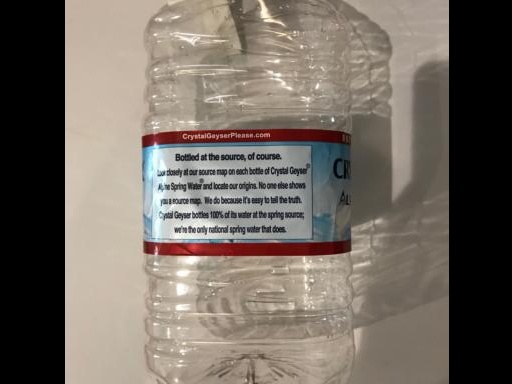 CrystalGeyserPlease.com
Bottled at the source, of course.
Look closely at our source map on each bottle of Crystal Geyser®
Alpine Spring Water® and locate our origins. No one else shows
you a source map. We do because it's easy to tell the truth.
Crystal Geyser bottles 100% of its water at the spring source;
we're the only national spring water that does.
CR
AL